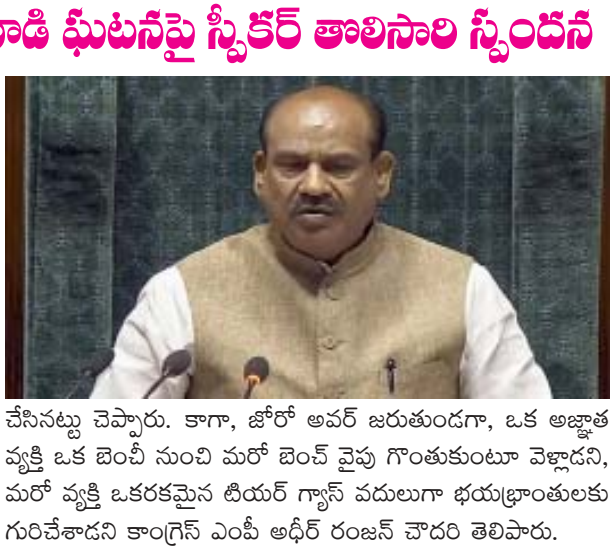 డి ఘటనపై స్పీకర్ తొలిసారి స్పందన
చేసినట్టు చెప్పారు. కాగా, జోరో అవర్ జరుతుండగా, ఒక అజ్ఞాత
వ్యక్తి ఒక బెంచీ నుంచి మరో బెంచ్ వైపు గొంతుకుంటూ వెళ్లాడని,
మరో వ్యక్తి ఒకరకమైన టియర్ గ్యాస్ వదులుగా భయభ్రాంతులకు
గురిచేశాడని కాంగ్రెస్ ఎంపీ అధీర్ రంజన్ చౌదరి తెలిపారు.